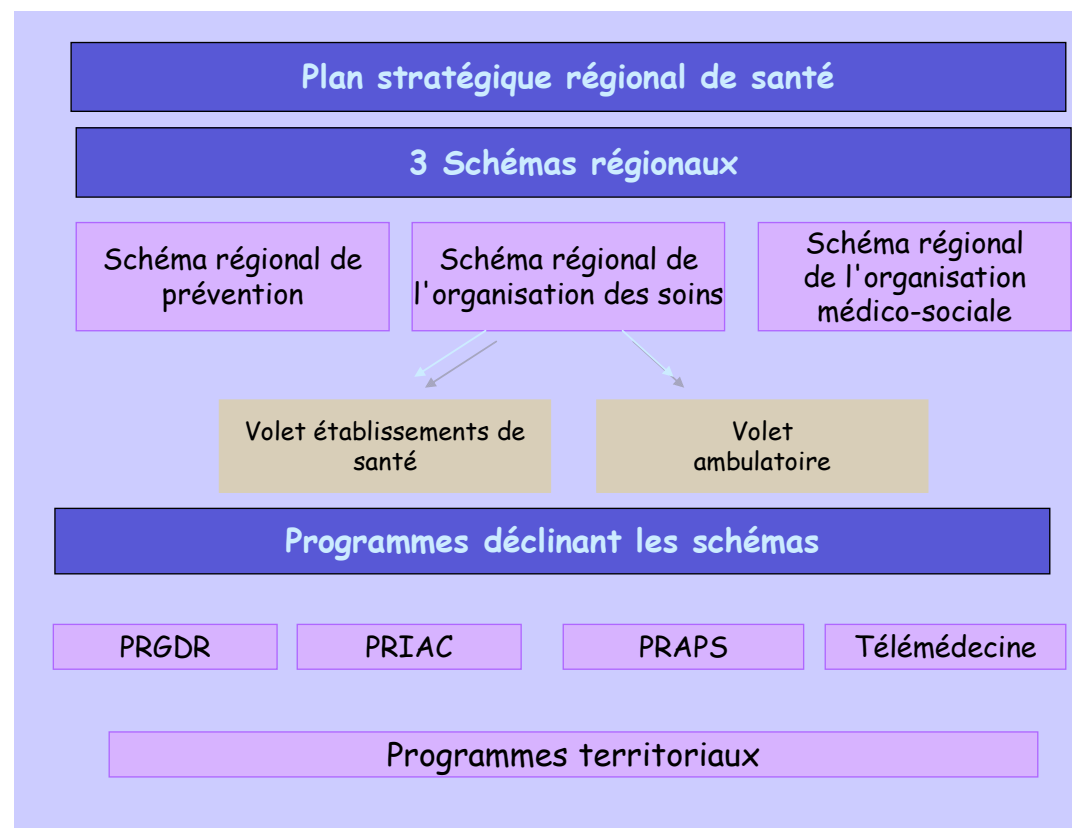 Plan stratégique régional de santé
3 Schémas régionaux
Schéma régional de
prévention
Schéma régional de
l'organisation des soins
Schéma régional
de l'organisation
médico-sociale
Volet établissements de
santé
Volet
ambulatoire
Programmes déclinant les schémas
PRGDR
PRIAC
PRAPS
Télémédecine
Programmes territoriaux